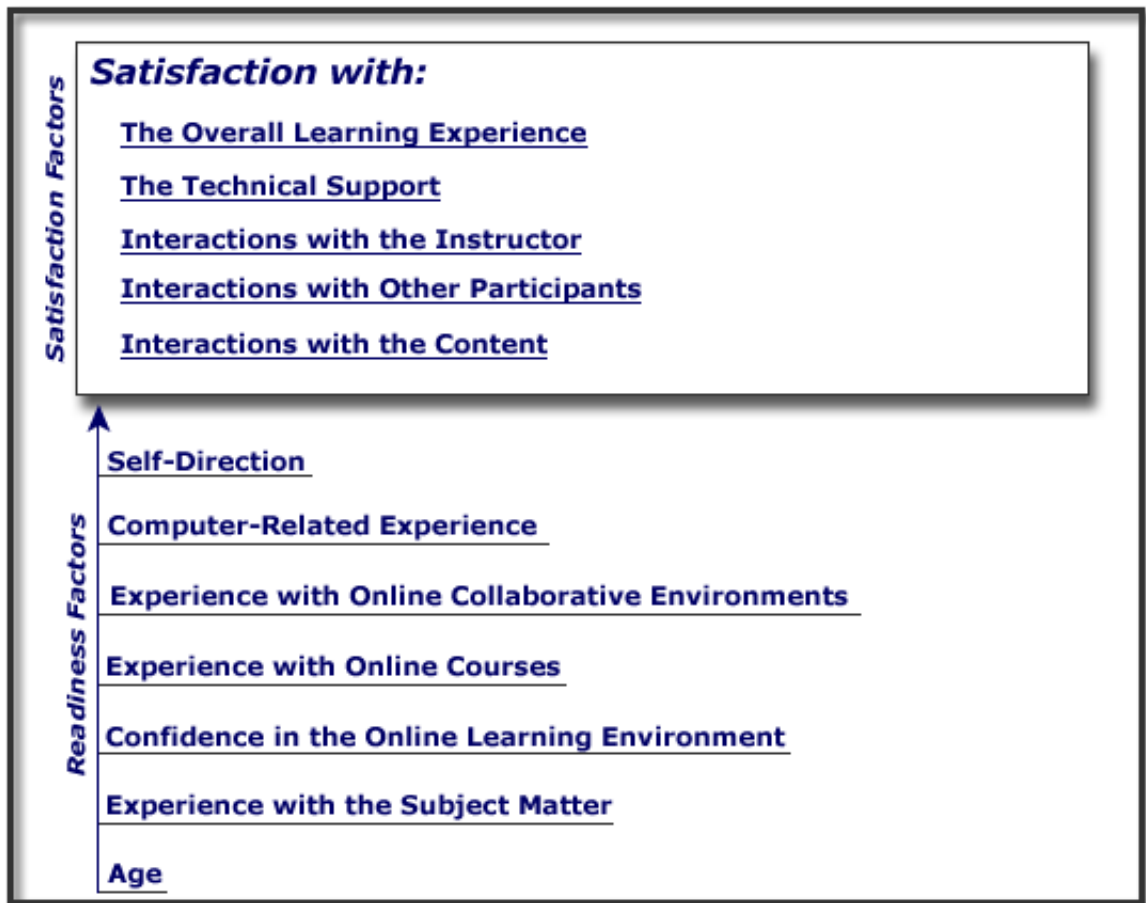 Satisfaction Factors
Satisfaction with:
The Overall Learning Experience
The Technical Support
Interactions with the Instructor
Interactions with Other Participants
Interactions with the Content
Readiness Factors
Self-Direction
Computer-Related Experience
Experience with Online Collaborative Environments
Experience with Online Courses
Confidence in the Online Learning Environment
Experience with the Subject Matter
Age